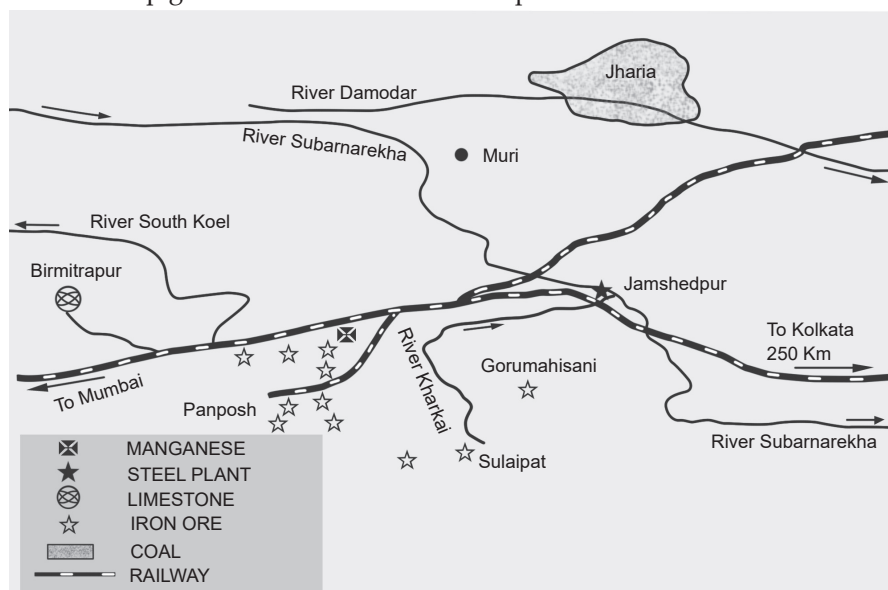 Jharia
River Damodar
River Subarnarekha
Muri
River South Koel
Birmitrapur
Jamshedpur
To Kolkata
250 Km
River Kharkai
Gorumahisani
To Mumbai
Panposh
River Subarnarekha
Sulaipat
MANGANESE
STEEL PLANT
LIMESTONE
IRON ORE
COAL
RAILWAY